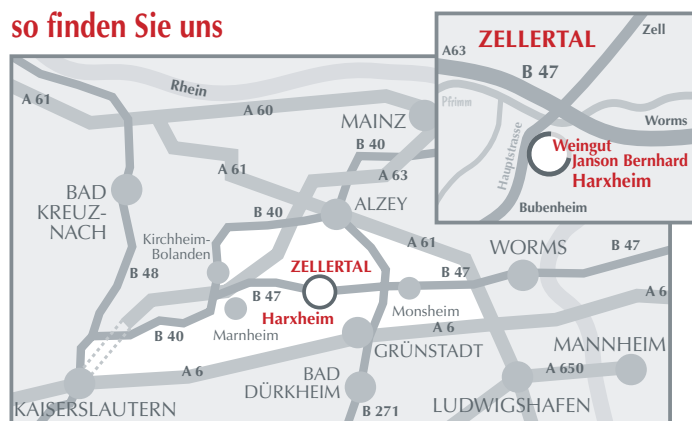 so finden Sie uns
ZELLERTAL
Zell
A63
B 47
Pfrimm
Hauptstrasse
Worms
Weingut
Janson Bernhard
Harxheim
Bubenheim
Rhein
A 61
A 60
MAINZ
B 40
A 61
A 63
BAD
KREUZ-
NACH
B 40
ALZEY
Kirchheim-
Bolanden
A 61
WORMS
B 47
B 48
ZELLERTAL
B 47
B 47
Monsheim
A 6
Harxheim
Marnheim
B 40
A 6
GRÜNSTADT
MANNHEIM
A 6
BAD
DÜRKHEIM
A 650
KAISERSLAUTERN
LUDWIGSHAFEN
B 271